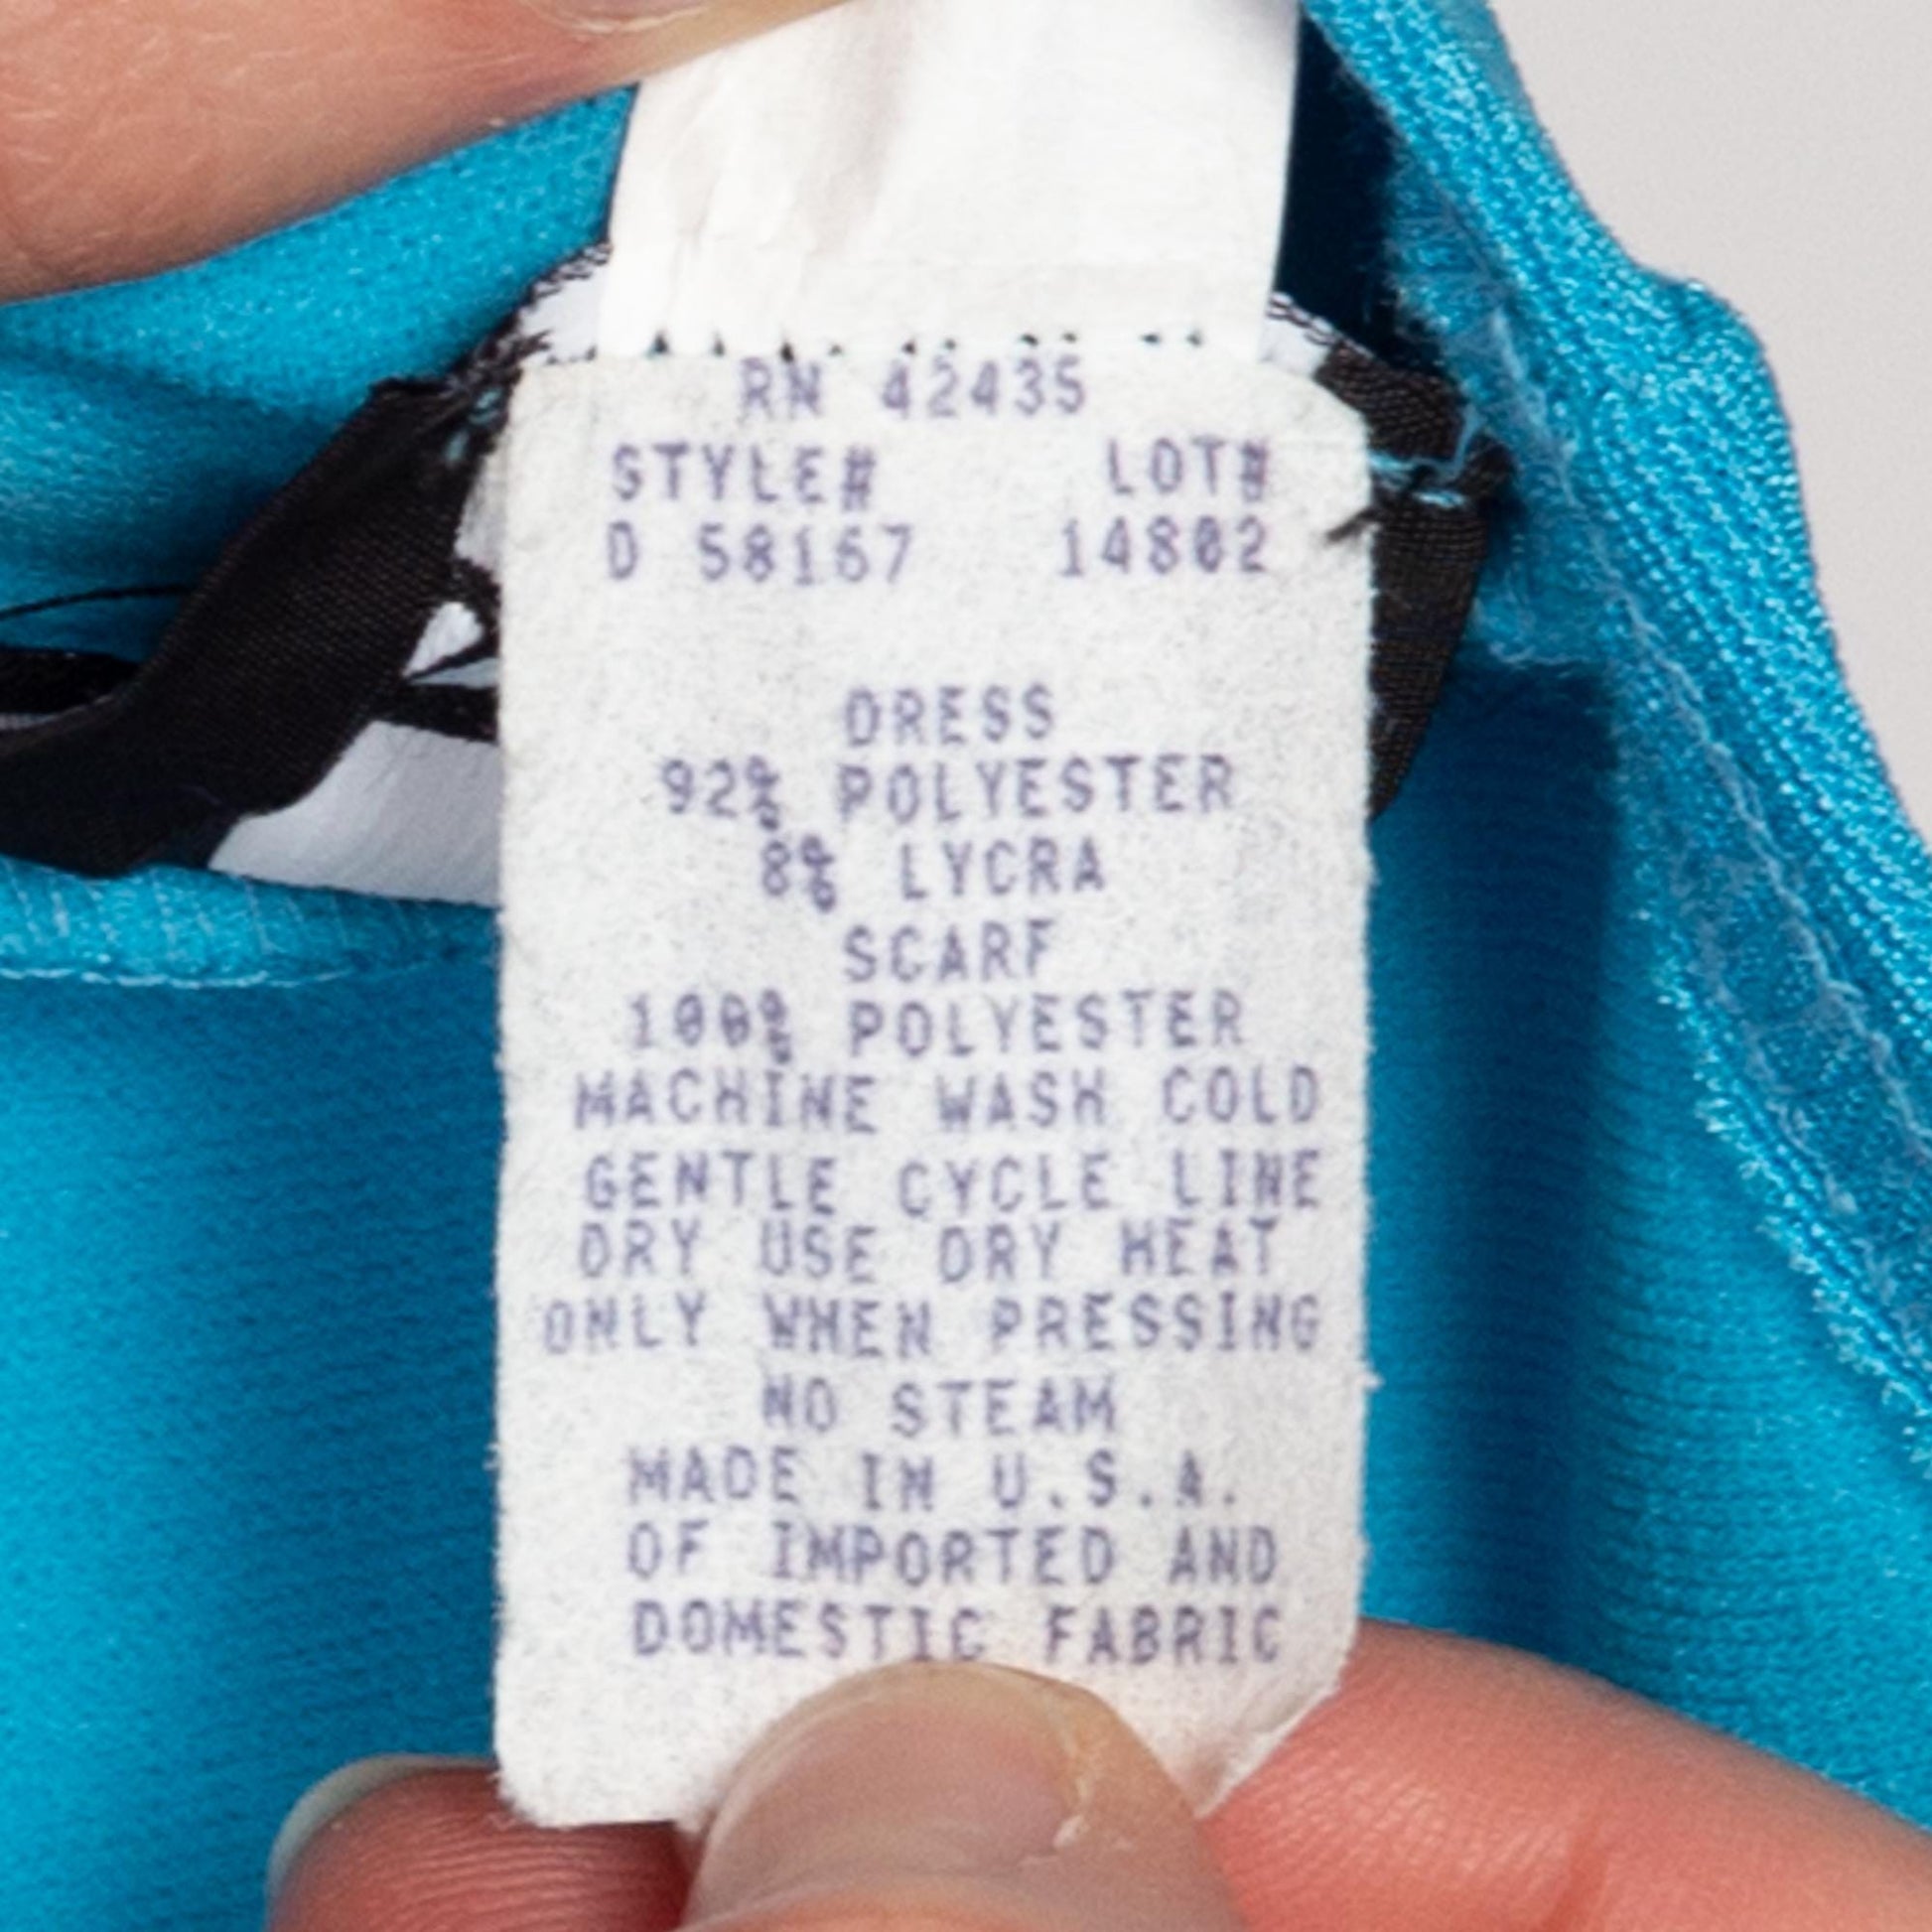 RN 42435
STYLE# LOT#
D 58167 14802
DRESS
92% POLYESTER
8% LYCRA
SCARF
100% POLYESTER
MACHINE WASH COLD
GENTLE CYCLE LINE
DRY USE DRY HEAT
ONLY WHEN PRESSING
NO STEAM
MADE IN U.S.A.
OF IMPORTED AND
DOMESTIC FABRIC